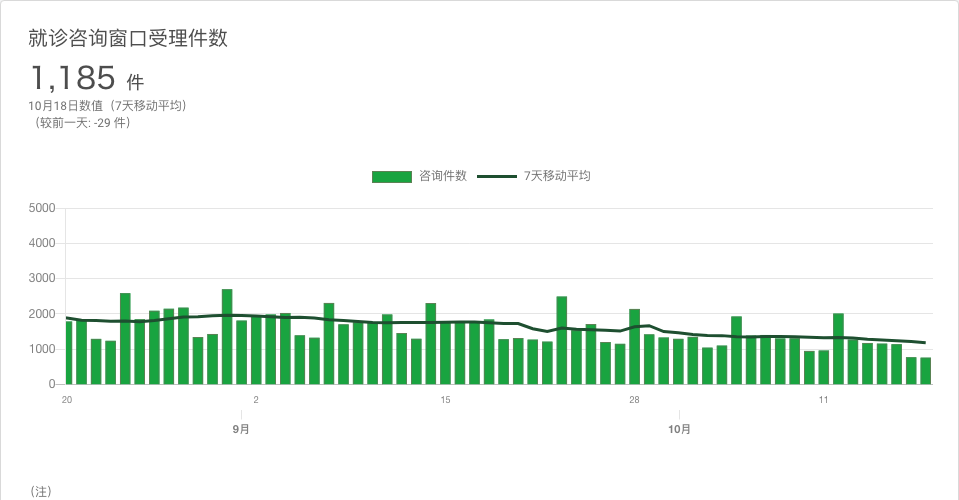 就诊咨询窗口受理件数
1,185 件
10月18日数值（7天移动平均）
（较前一天: -29 件）
咨询件数 7天移动平均
5000
4000
3000
2000
1000
0
20 2 15 28 11
9月 10月
（注）